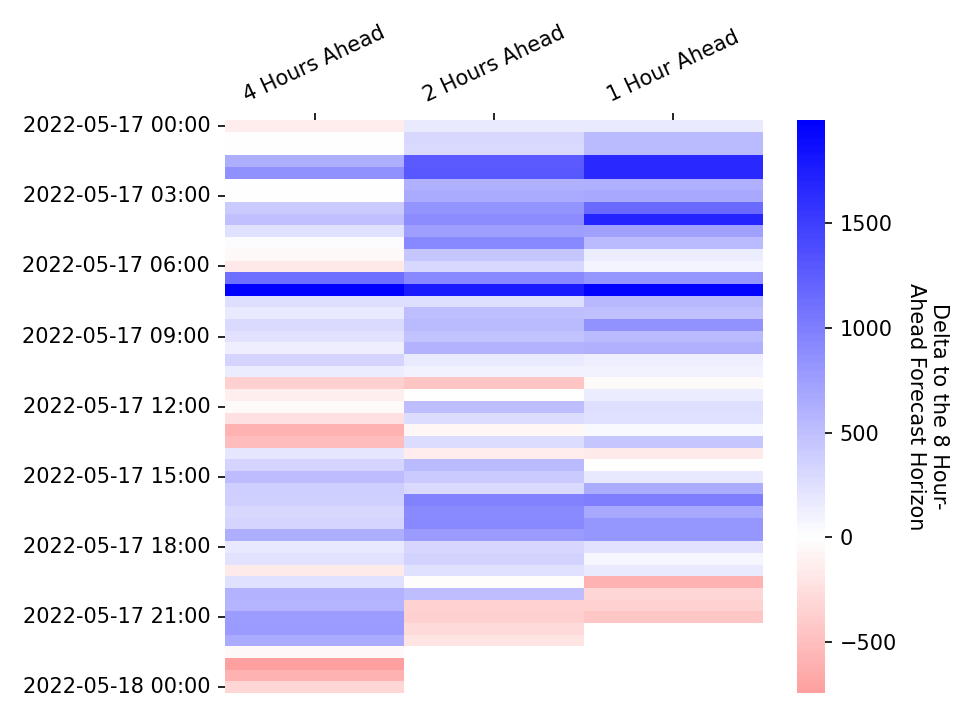 4 Hours Ahead
2 Hours Ahead
1 Hour Ahead
2022-05-17 00:00
2022-05-17 03:00
2022-05-17 06:00
2022-05-17 09:00
2022-05-17 12:00
2022-05-17 15:00
2022-05-17 18:00
2022-05-17 21:00
2022-05-18 00:00
1500
1000
500
0
−500
Delta to the 8 Hour-
Ahead Forecast Horizon